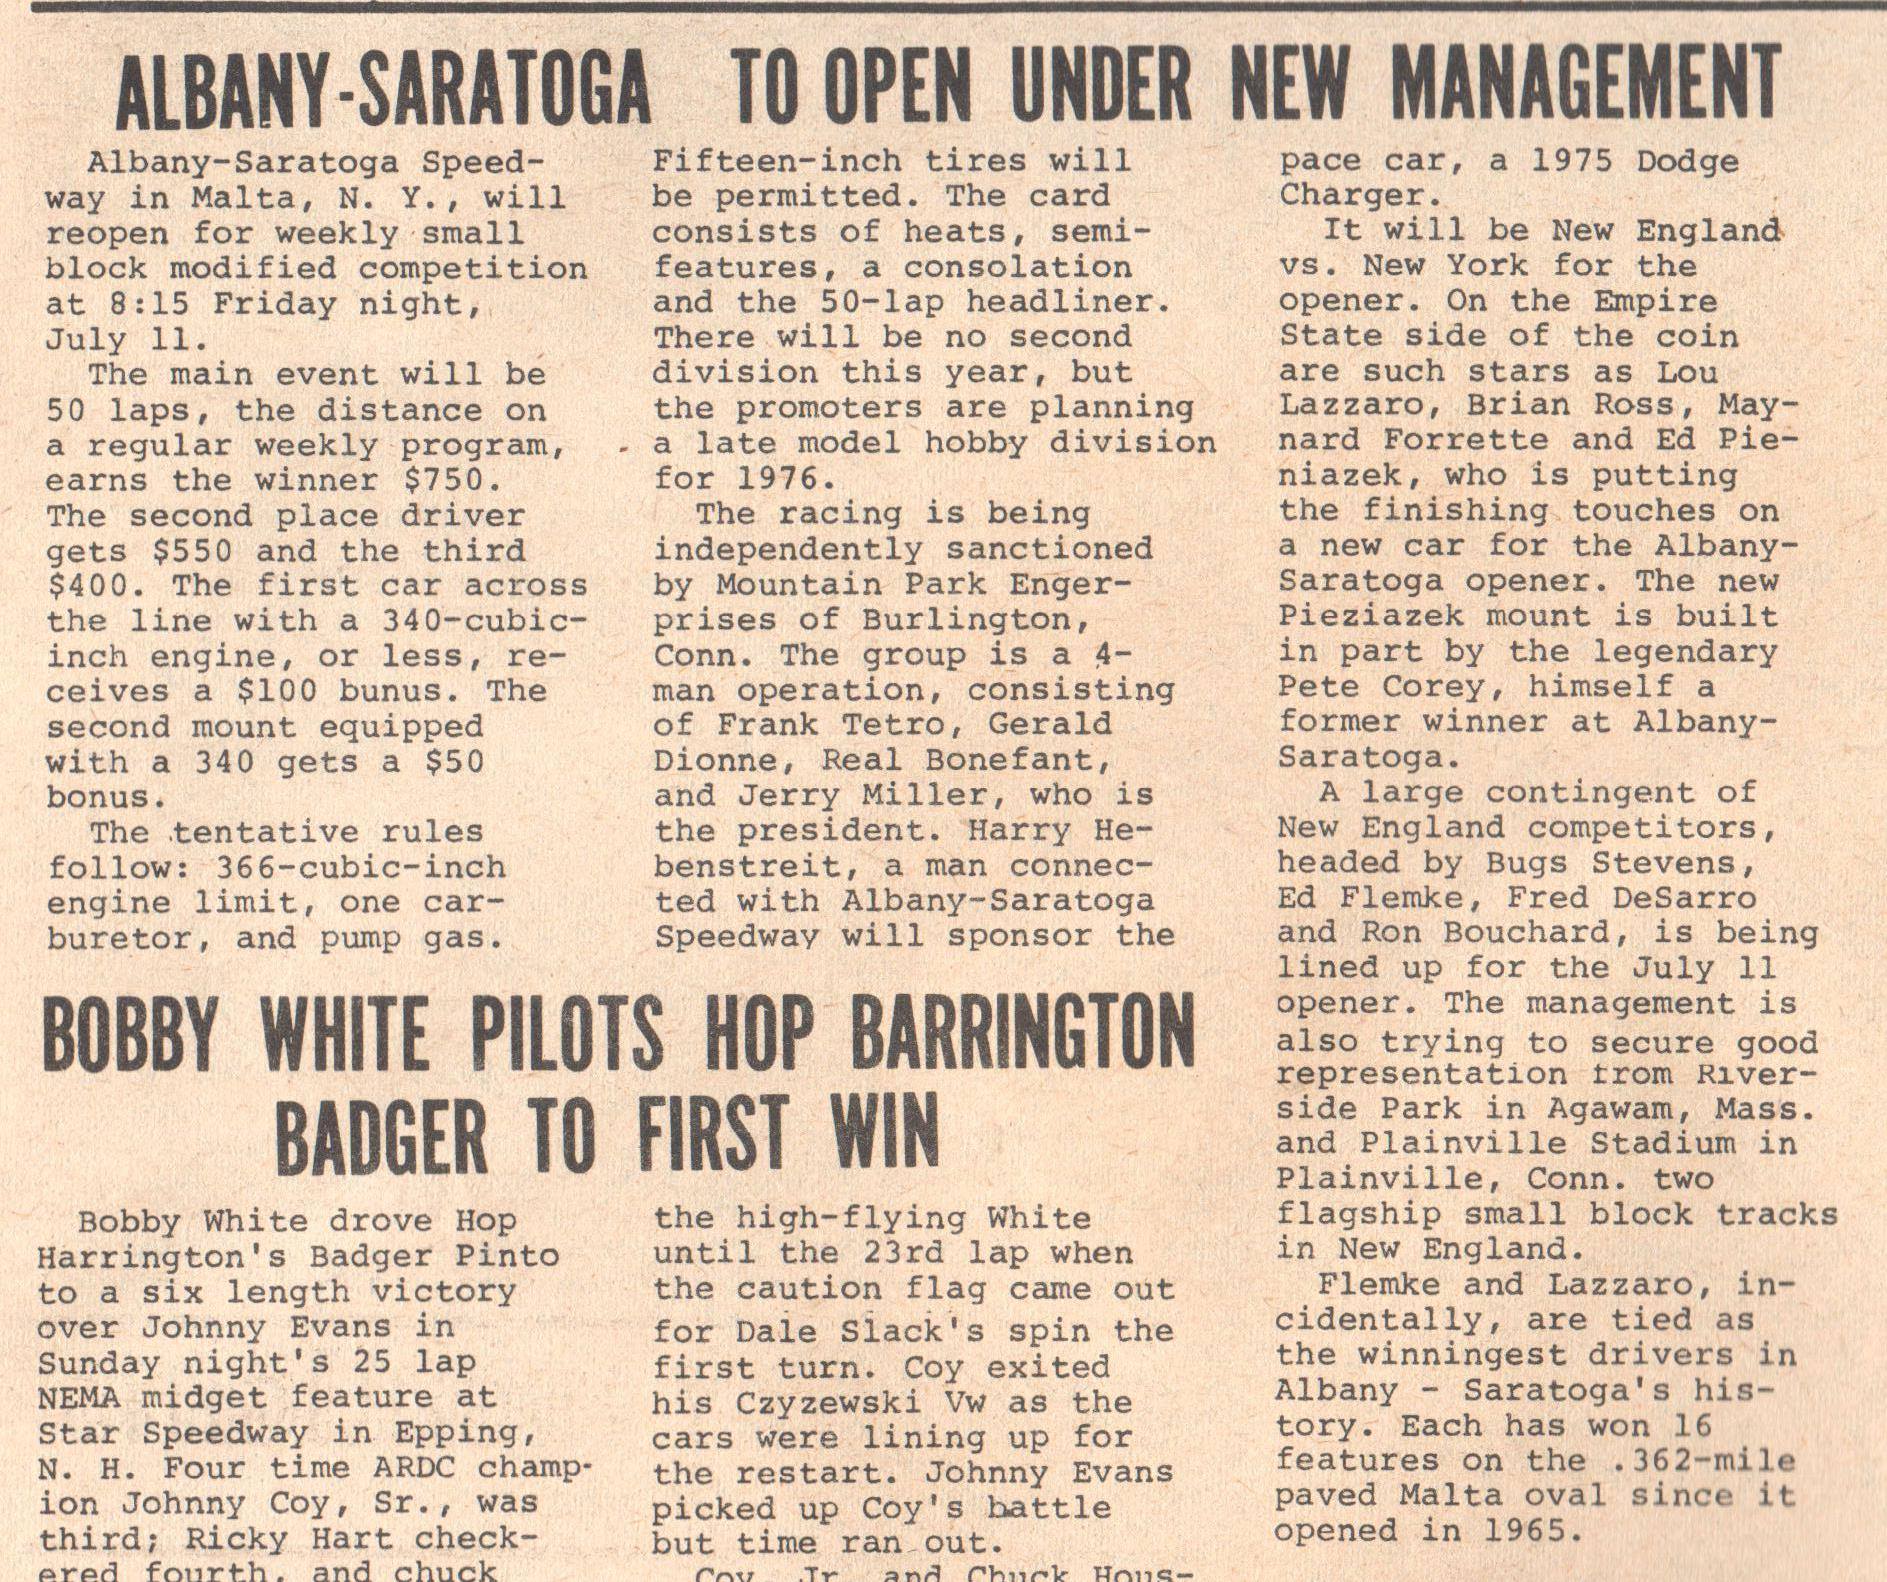 ALBANY-SARATOGA TO OPEN UNDER NEW MANAGEMENT
Albany-Saratoga Speed-
way in Malta, N. Y., will
reopen for weekly small
block modified competition
at 8:15 Friday night,
July 11.
The main event will be
50 laps, the distance on
a regular weekly program,
earns the winner $750.
The second place driver
gets $550 and the third
$400. The first car across
the line with a 340-cubic-
inch engine, or less, re-
ceives a $100 bunus. The
second mount equipped
with a 340 gets a $50
bonus.
The tentative rules
follow: 366-cubic-inch
engine limit, one car-
buretor, and pump gas.
Fifteen-inch tires will
be permitted. The card
consists of heats, semi-
features, a consolation
and the 50-lap headliner.
There will be no second
division this year, but
the promoters are planning
a late model hobby division
for 1976.
The racing is being
independently sanctioned
by Mountain Park Enger-
prises of Burlington,
Conn. The group is a 4-
man operation, consisting
of Frank Tetro, Gerald
Dionne, Real Bonefant,
and Jerry Miller, who is
the president. Harry He-
benstreit, a man connec-
ted with Albany-Saratoga
Speedway will sponsor the
pace car, a 1975 Dodge
Charger.
It will be New England
vs. New York for the
opener. On the Empire
State side of the coin
are such stars as Lou
Lazzaro, Brian Ross, May-
nard Forrette and Ed Pie-
niazek, who is putting
the finishing touches on
a new car for the Albany-
Saratoga opener. The new
Pieziazek mount is built
in part by the legendary
Pete Corey, himself a
former winner at Albany-
Saratoga.
A large contingent of
New England competitors,
headed by Bugs Stevens,
Ed Flemke, Fred DeSarro
and Ron Bouchard, is being
lined up for the July 11
opener. The management is
also trying to secure good
representation from River-
side Park in Agawam, Mass.
and Plainville Stadium in
Plainville, Conn. two
flagship small block tracks
in New England.
Flemke and Lazzaro, in-
cidentally, are tied as
the winningest drivers in
Albany - Saratoga's his-
tory. Each has won 16
features on the .362-mile
paved Malta oval since it
opened in 1965.
BOBBY WHITE PILOTS HOP BARRINGTON
BADGER TO FIRST WIN
Bobby White drove Hop
Harrington's Badger Pinto
to a six length victory
over Johnny Evans in
Sunday night's 25 lap
NEMA midget feature at
Star Speedway in Epping,
N. H. Four time ARDC champ-
ion Johnny Coy, Sr., was
third; Ricky Hart check-
ered fourth, and chuck
the high-flying White
until the 23rd lap when
the caution flag came out
for Dale Slack's spin the
first turn. Coy exited
his Czyzewski Vw as the
cars were lining up for
the restart. Johnny Evans
picked up Coy's battle
but time ran out.
Coy, Jr. and Chuck Hous-